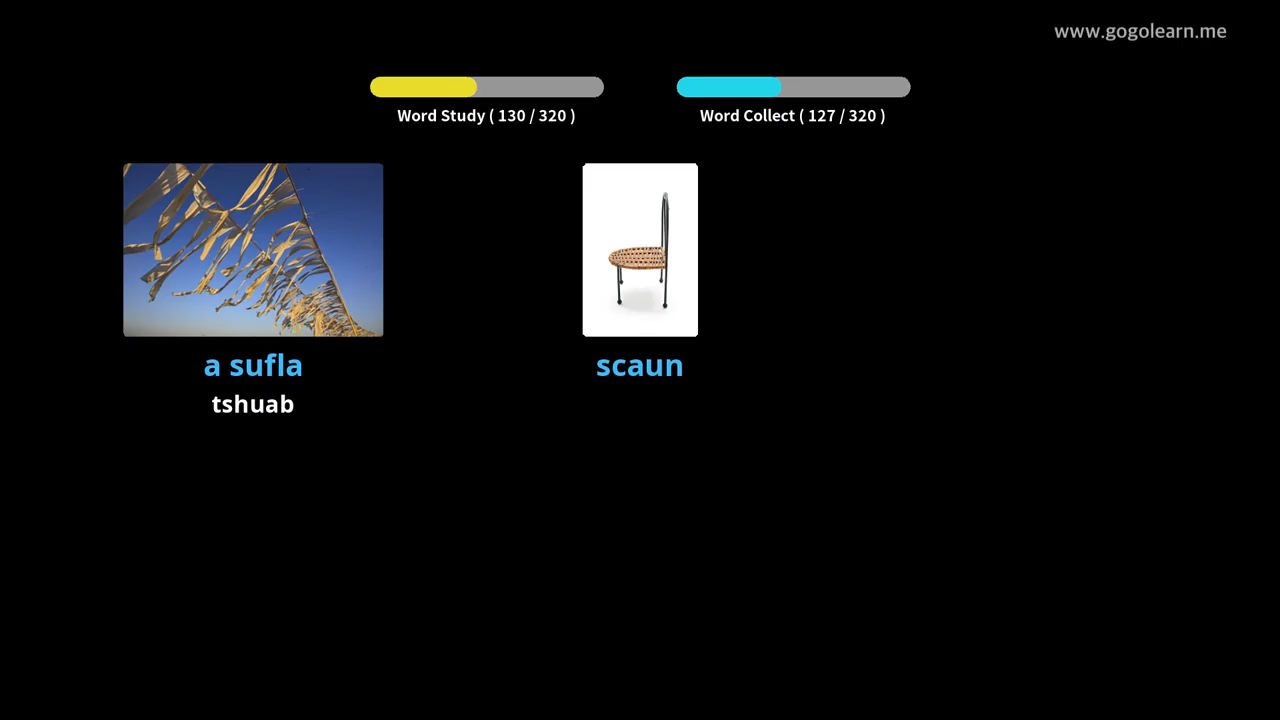 www.gogolearn.me
Word Study ( 130 / 320 )
Word Collect ( 127 / 320 )
a sufla
tshuab
scaun